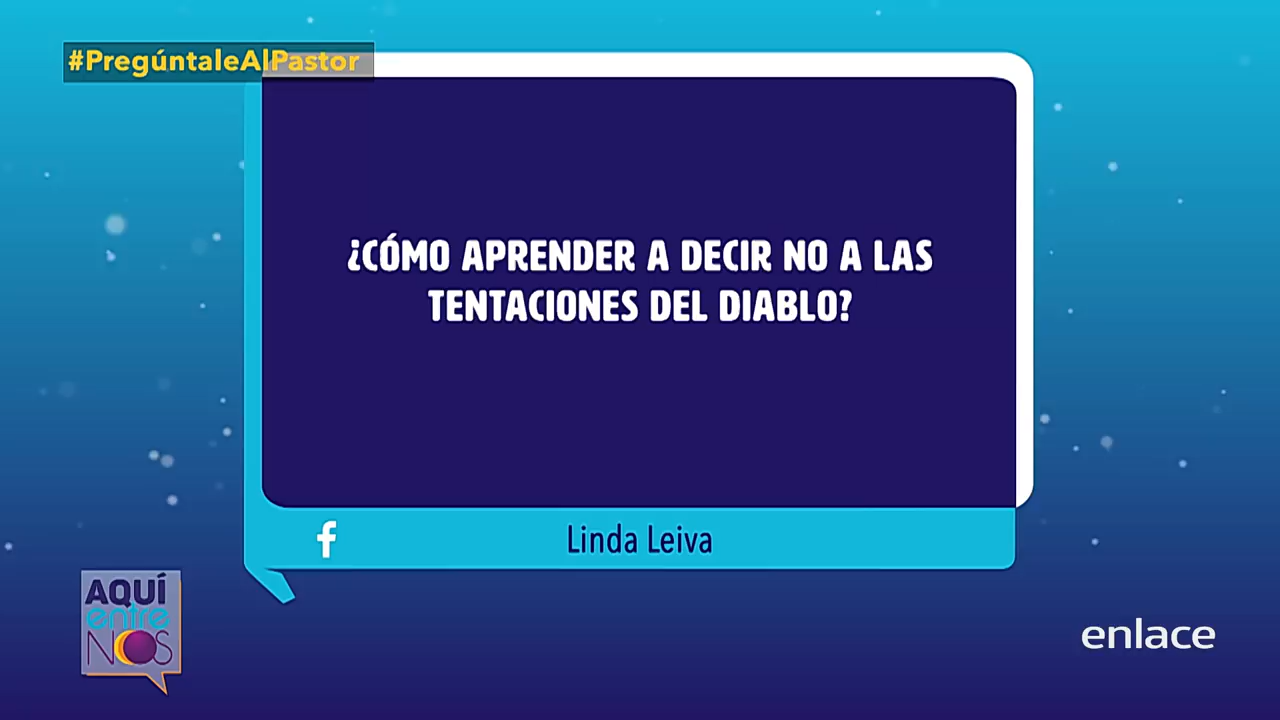 #PregúntaleAlPastor
¿CÓMO APRENDER A DECIR NO A LAS
TENTACIONES DEL DIABLO?
f
Linda Leiva
AQUÍ
entre
NOS
enlace